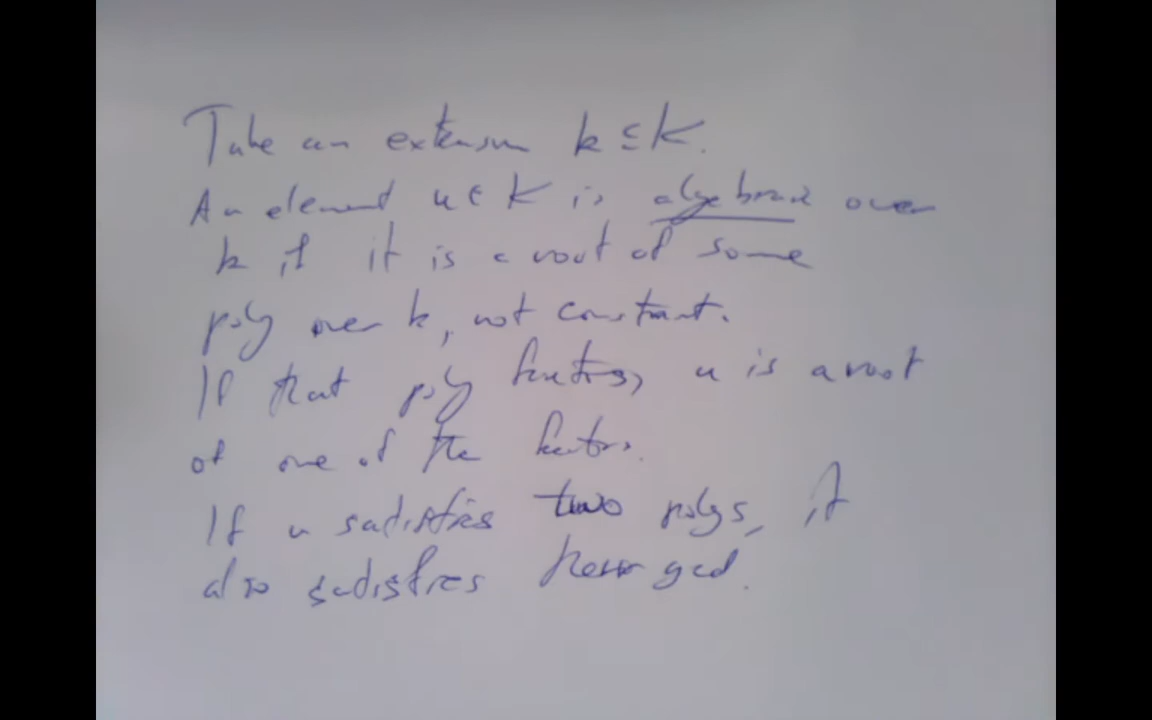 Take an extension k ⊆ K.
An element u ∈ K is algebraic over
k if it is a root of some
poly over k, not constant.
If that poly factors, u is a root
of one of the factors.
If u satisfies two polys, it
also satisfies their gcd.